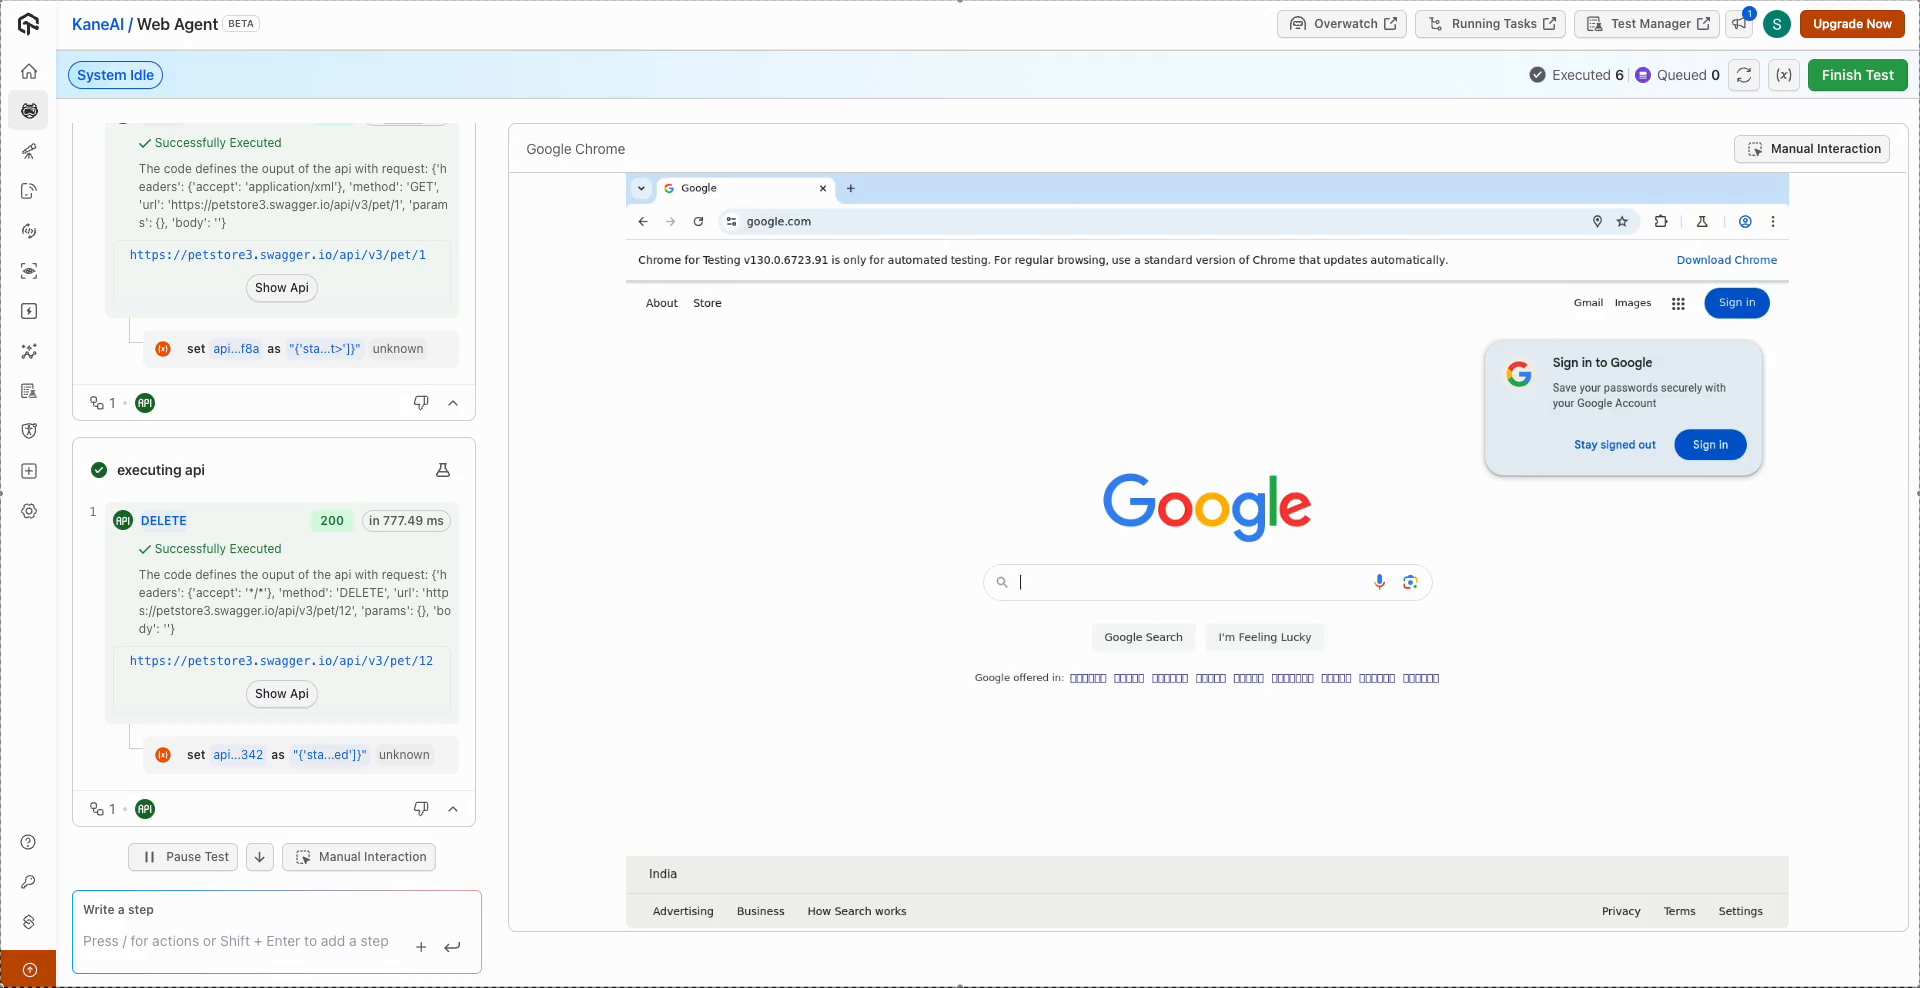 KaneAI / Web Agent BETA
Overwatch
Running Tasks
Test Manager
1
S
Upgrade Now
System Idle
Executed 6
Queued 0
(x)
Finish Test
Successfully Executed
The code defines the ouput of the api with request: {'h
eaders': {'accept': 'application/xml'}, 'method': 'GET',
'url': 'https://petstore3.swagger.io/api/v3/pet/1', 'param
s': {}, 'body': ''}
https://petstore3.swagger.io/api/v3/pet/1
Show Api
(x) set api...f8a as "{'sta...t>']}" unknown
1 • API
executing api
1
API DELETE 200 in 777.49 ms
Successfully Executed
The code defines the ouput of the api with request: {'h
eaders': {'accept': '*/*'}, 'method': 'DELETE', 'url': 'http
s://petstore3.swagger.io/api/v3/pet/12', 'params': {}, 'bo
dy': ''}
https://petstore3.swagger.io/api/v3/pet/12
Show Api
(x) set api...342 as "{'sta...ed']}" unknown
1 • API
Pause Test
Manual Interaction
Write a step
Press / for actions or Shift + Enter to add a step
Google Chrome
Manual Interaction
Google
google.com
Chrome for Testing v130.0.6723.91 is only for automated testing. For regular browsing, use a standard version of Chrome that updates automatically.
Download Chrome
About Store
Gmail Images
Sign in
Sign in to Google
Save your passwords securely with
your Google Account
Stay signed out
Sign in
Google
Google Search
I'm Feeling Lucky
Google offered in:
India
Advertising Business How Search works
Privacy Terms Settings